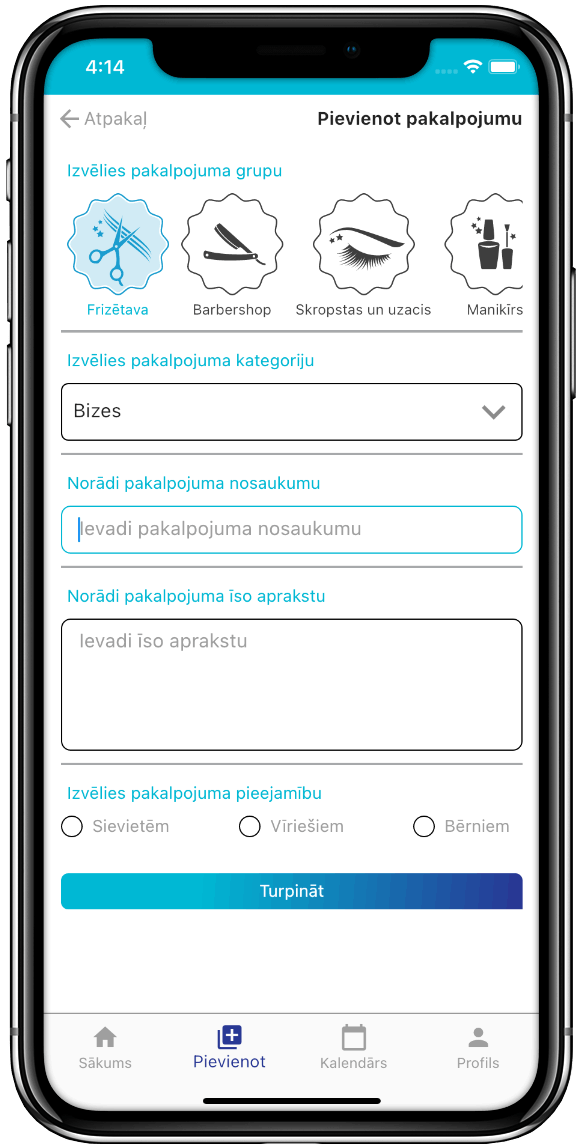 4:14
Atpakaļ
Pievienot pakalpojumu
Izvēlies pakalpojuma grupu
Frizētava
Barbershop
Skropstas un uzacis
Manikīrs
Izvēlies pakalpojuma kategoriju
Bizes
Norādi pakalpojuma nosaukumu
Ievadi pakalpojuma nosaukumu
Norādi pakalpojuma īso aprakstu
Ievadi īso aprakstu
Izvēlies pakalpojuma pieejamību
Sievietēm
Vīriešiem
Bērniem
Turpināt
Sākums
Pievienot
Kalendārs
Profils